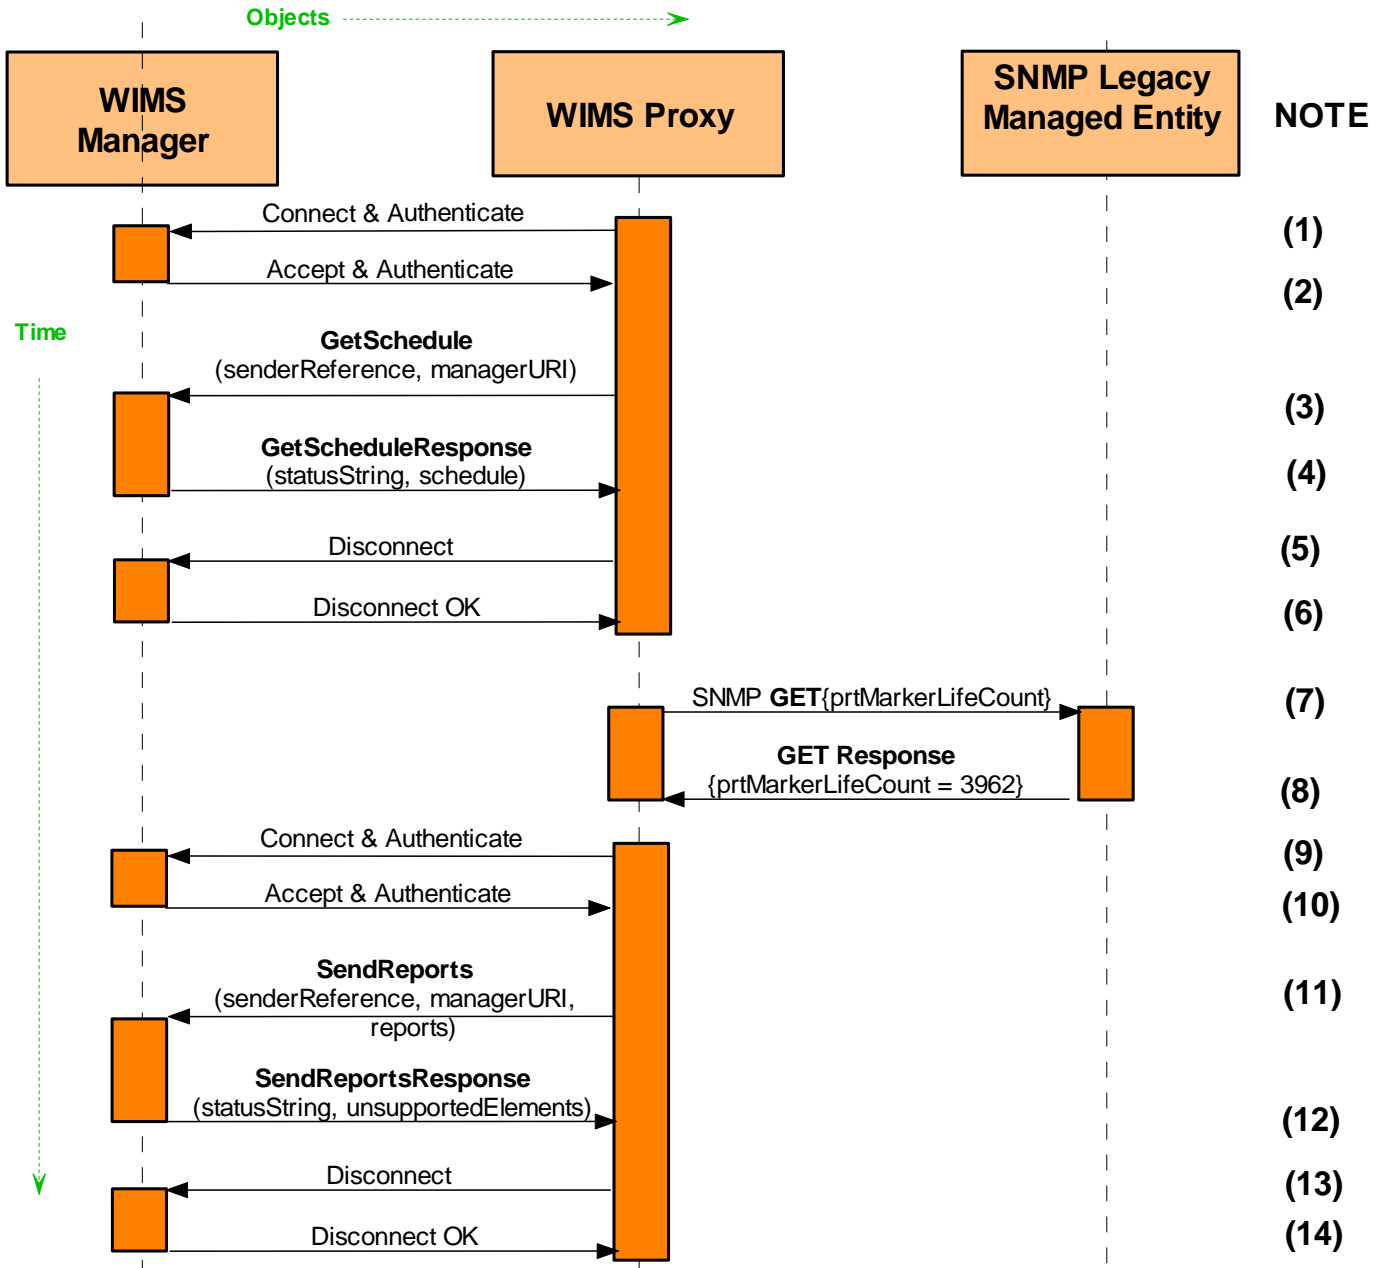 Objects
WIMS
Manager
WIMS Proxy
SNMP Legacy
Managed Entity
NOTE
Connect & Authenticate
(1)
Accept & Authenticate
(2)
Time
GetSchedule
(senderReference, managerURI)
(3)
GetScheduleResponse
(statusString, schedule)
(4)
Disconnect
(5)
Disconnect OK
(6)
SNMP GET{prtMarkerLifeCount}
(7)
GET Response
{prtMarkerLifeCount = 3962}
(8)
Connect & Authenticate
(9)
Accept & Authenticate
(10)
SendReports
(senderReference, managerURI,
reports)
(11)
SendReportsResponse
(statusString, unsupportedElements)
(12)
Disconnect
(13)
Disconnect OK
(14)